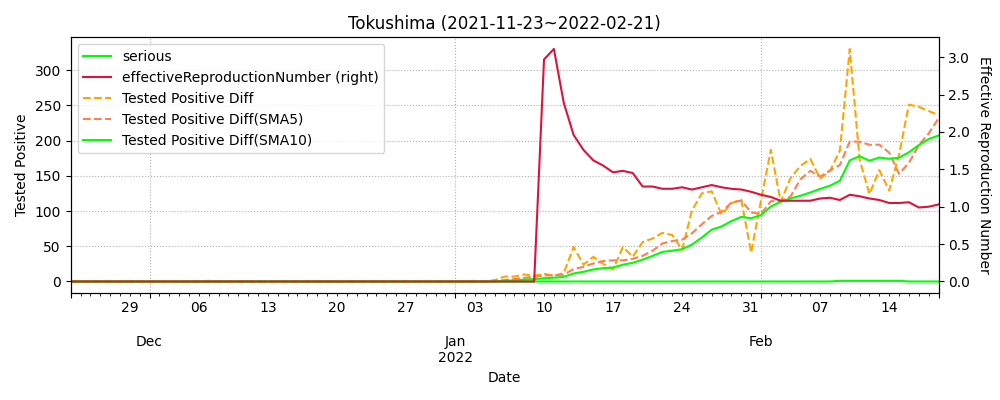 Tokushima (2021-11-23~2022-02-21)
serious
effectiveReproductionNumber (right)
Tested Positive Diff
Tested Positive Diff(SMA5)
Tested Positive Diff(SMA10)
Tested Positive
300
250
200
150
100
50
0
3.0
2.5
2.0
1.5
1.0
0.5
0.0
Effective Reproduction Number
29 06 13 20 27 03 10 17 24 31 07 14
Dec Jan Feb
2022
Date